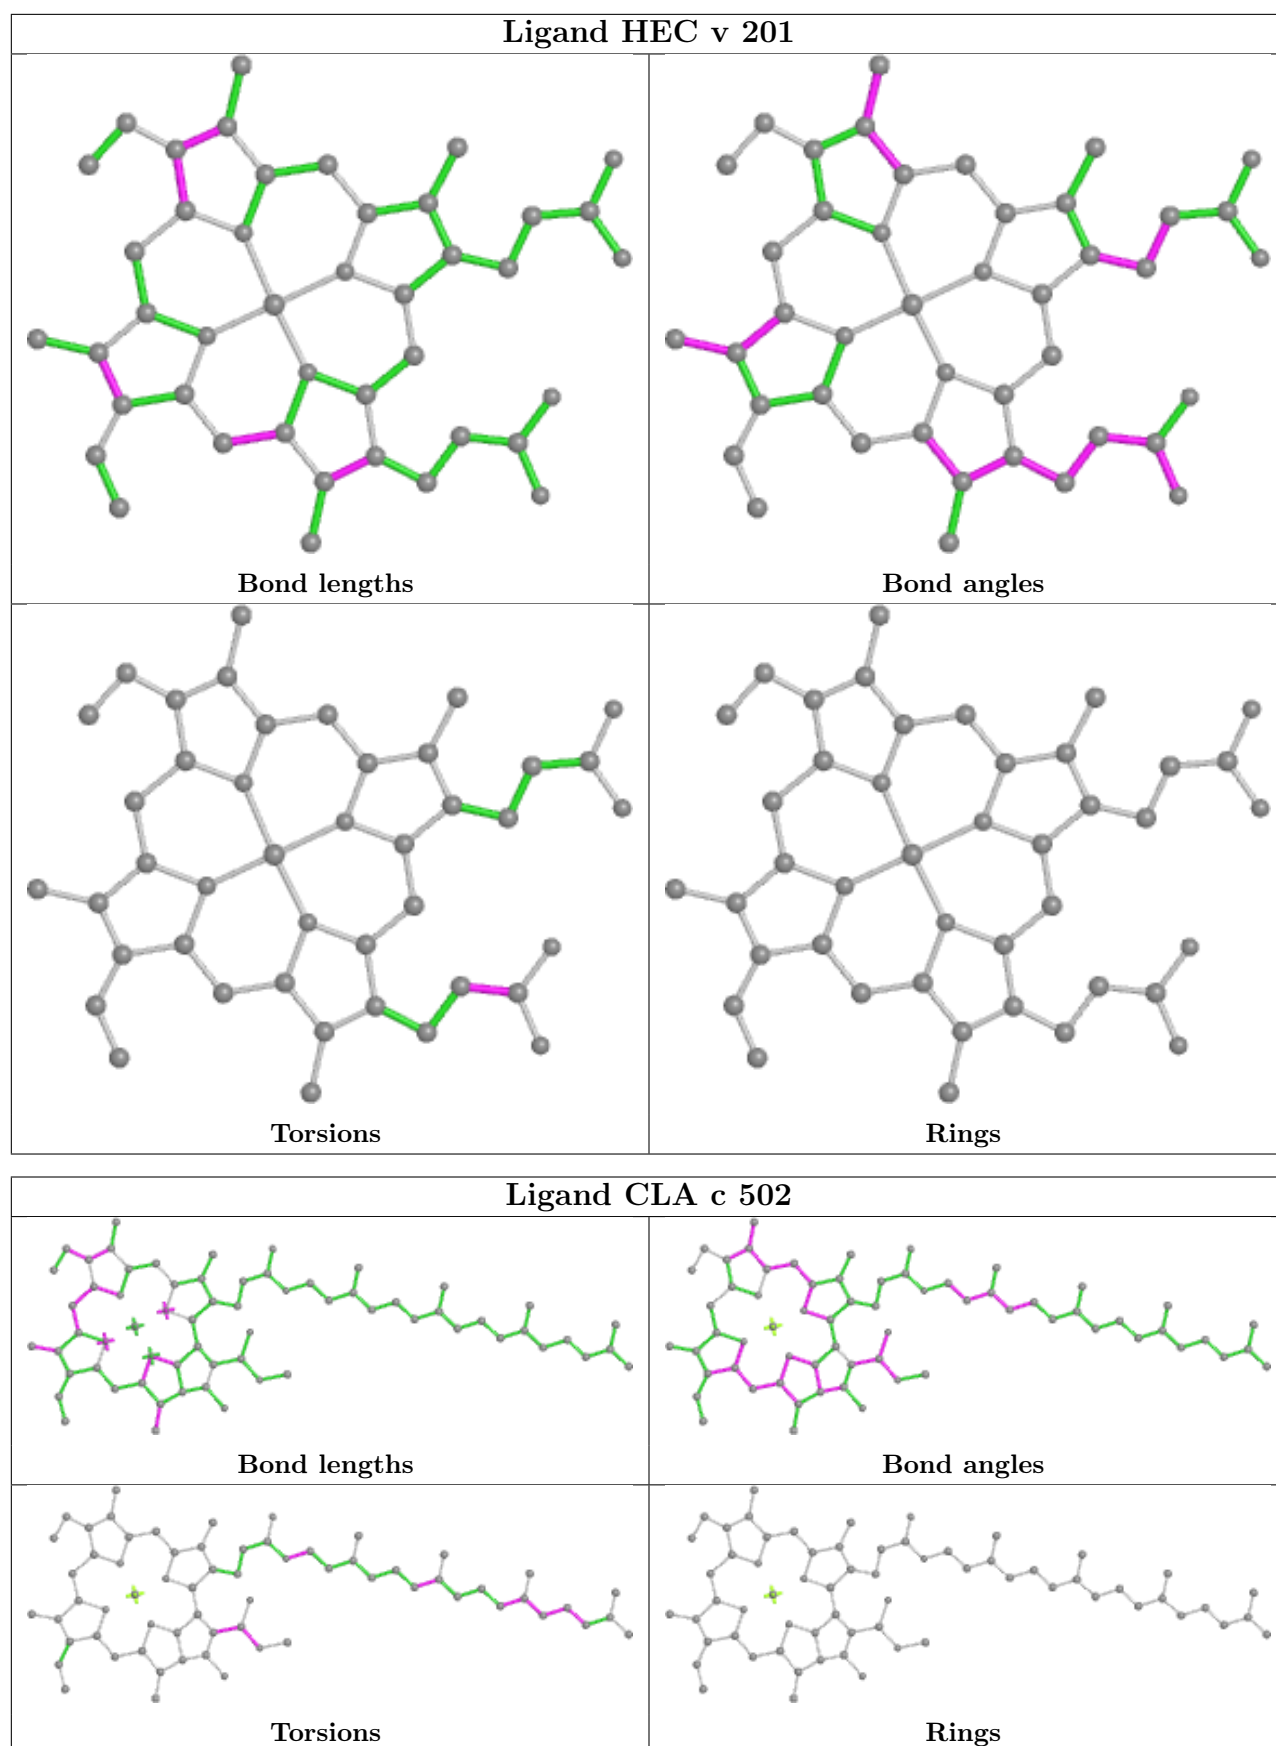 Ligand HEC v 201
Bond lengths
Bond angles
Torsions
Rings
Ligand CLA c 502
Bond lengths
Bond angles
Torsions
Rings